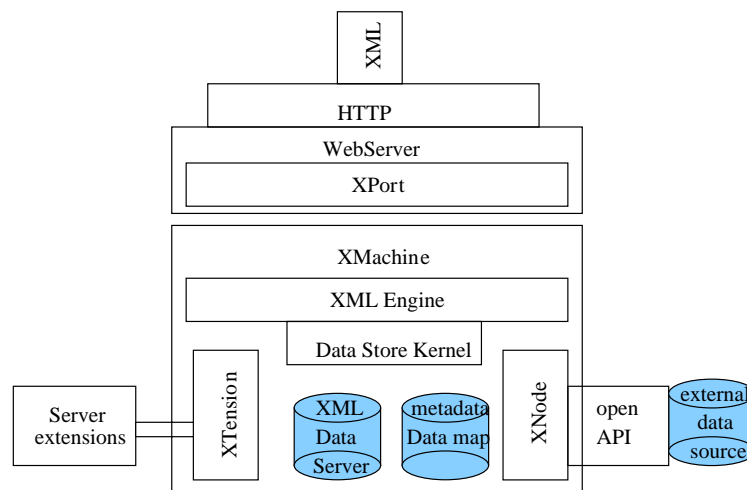 XML
HTTP
WebServer
XPort
XMachine
XML Engine
Data Store Kernel
Server
extensions
XTension
XML
Data
Server
metadata
Data map
XNode
open
API
external
data
source